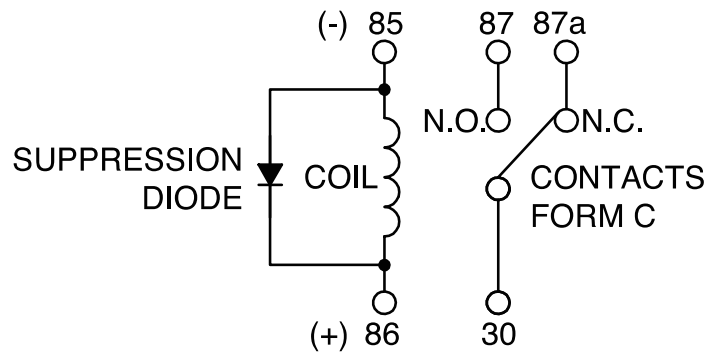 (-) 85 87 87a
N.O. N.C.
SUPPRESSION
DIODE
COIL
CONTACTS
FORM C
(+) 86 30